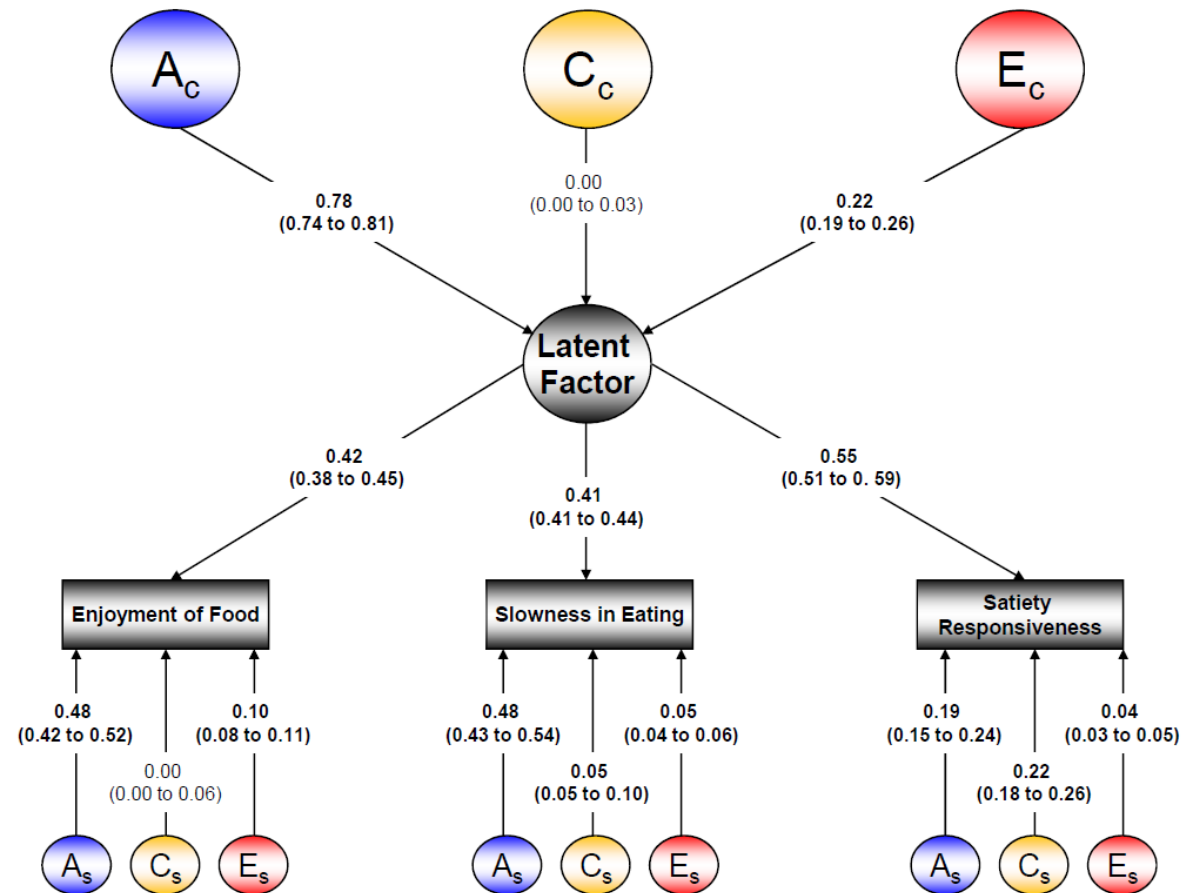 Ac
Cc
Ec
0.78
(0.74 to 0.81)
0.00
(0.00 to 0.03)
0.22
(0.19 to 0.26)
Latent
Factor
0.42
(0.38 to 0.45)
0.41
(0.41 to 0.44)
0.55
(0.51 to 0. 59)
Enjoyment of Food
Slowness in Eating
Satiety
Responsiveness
0.48
(0.42 to 0.52)
0.00
(0.00 to 0.06)
0.10
(0.08 to 0.11)
0.48
(0.43 to 0.54)
0.05
(0.05 to 0.10)
0.05
(0.04 to 0.06)
0.19
(0.15 to 0.24)
0.22
(0.18 to 0.26)
0.04
(0.03 to 0.05)
As
Cs
Es
As
Cs
Es
As
Cs
Es